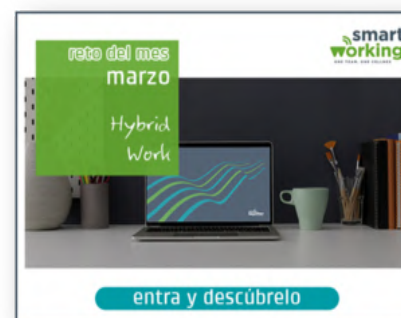 reto del mes
marzo
Hybrid
Work
smart
working
entra y descúbrelo